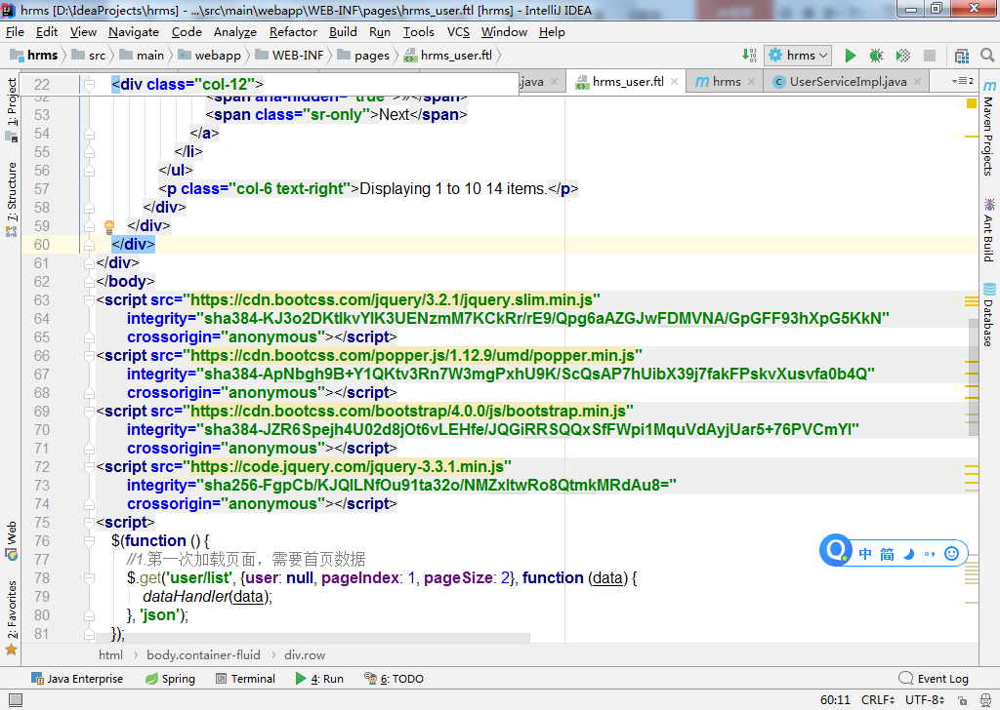 hrms [D:\IdeaProjects\hrms] - ...\src\main\webapp\WEB-INF\pages\hrms_user.ftl [hrms] - IntelliJ IDEA
File Edit View Navigate Code Analyze Refactor Build Run Tools VCS Window Help
hrms src main webapp WEB-INF pages hrms_user.ftl hrms
.java hrms_user.ftl hrms UserServiceImpl.java 2
22 <div class="col-12">
52 <span aria-hidden="true">»</span>
53 <span class="sr-only">Next</span>
54 </a>
55 </li>
56 </ul>
57 <p class="col-6 text-right">Displaying 1 to 10 14 items.</p>
58 </div>
59 </div>
60 </div>
61 </div>
62 </body>
63 <script src="https://cdn.bootcss.com/jquery/3.2.1/jquery.slim.min.js"
64 integrity="sha384-KJ3o2DKtIkvYIK3UENzmM7KCkRr/rE9/Qpg6aAZGJwFDMVNA/GpGFF93hXpG5KkN"
65 crossorigin="anonymous"></script>
66 <script src="https://cdn.bootcss.com/popper.js/1.12.9/umd/popper.min.js"
67 integrity="sha384-ApNbgh9B+Y1QKtv3Rn7W3mgPxhU9K/ScQsAP7hUibX39j7fakFPskvXusvfa0b4Q"
68 crossorigin="anonymous"></script>
69 <script src="https://cdn.bootcss.com/bootstrap/4.0.0/js/bootstrap.min.js"
70 integrity="sha384-JZR6Spejh4U02d8jOt6vLEHfe/JQGiRRSQQxSfFWpi1MquVdAyjUar5+76PVCmYl"
71 crossorigin="anonymous"></script>
72 <script src="https://code.jquery.com/jquery-3.3.1.min.js"
73 integrity="sha256-FgpCb/KJQlLNfOu91ta32o/NMZxltwRo8QtmkMRdAu8="
74 crossorigin="anonymous"></script>
75 <script>
76 $(function () {
77 //1.第一次加载页面，需要首页数据
78 $.get('user/list', {user: null, pageIndex: 1, pageSize: 2}, function (data) {
79 dataHandler(data);
80 }, 'json');
81 });
1: Project
7: Structure
Web
2: Favorites
Maven Projects
Ant Build
Database
中 简
html body.container-fluid div.row
Java Enterprise Spring Terminal 4: Run 6: TODO Event Log
60:11 CRLF UTF-8